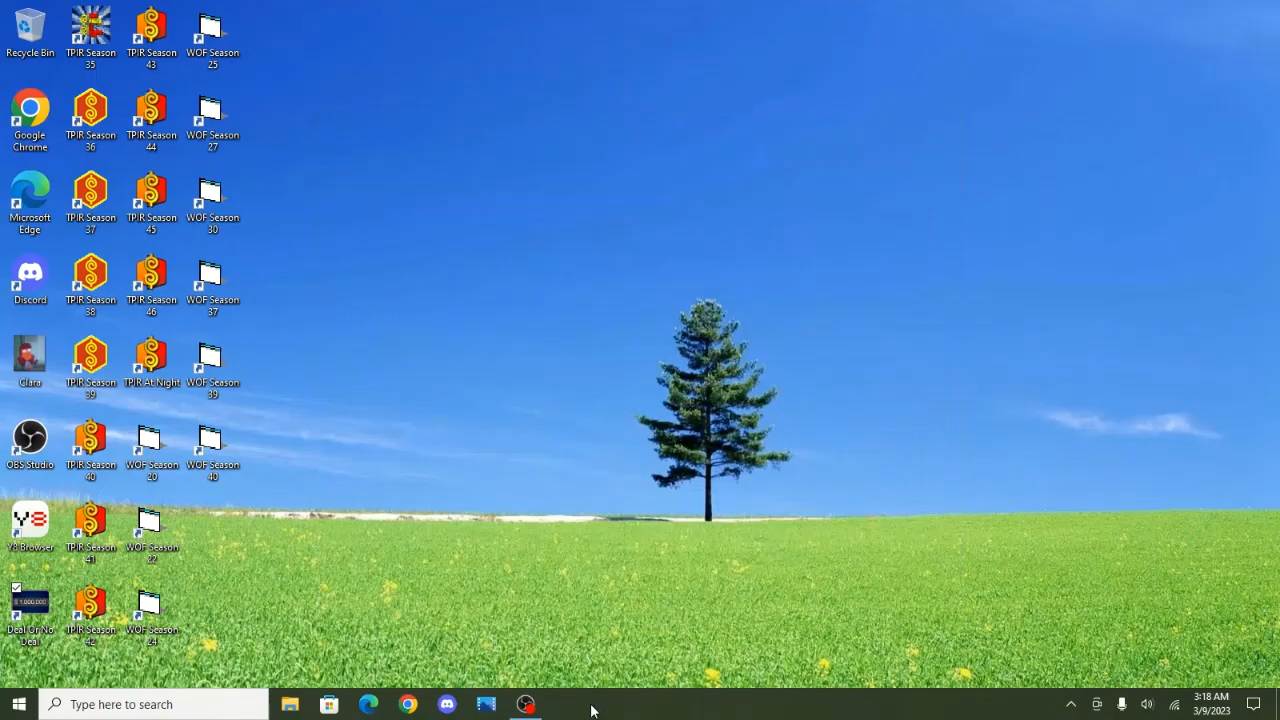 Recycle Bin
TPIR Season
35
TPIR Season
43
WOF Season
25
Google
Chrome
TPIR Season
36
TPIR Season
44
WOF Season
27
Microsoft
Edge
TPIR Season
37
TPIR Season
45
WOF Season
30
Discord
TPIR Season
38
TPIR Season
46
WOF Season
37
Clara
TPIR Season
39
TPIR At Night
WOF Season
39
OBS Studio
TPIR Season
40
WOF Season
20
WOF Season
40
Y8
Y8 Browser
TPIR Season
41
WOF Season
22
$ 1,000,000
Deal Or No
Deal
TPIR Season
42
WOF Season
24
Type here to search
3:18 AM
3/9/2023